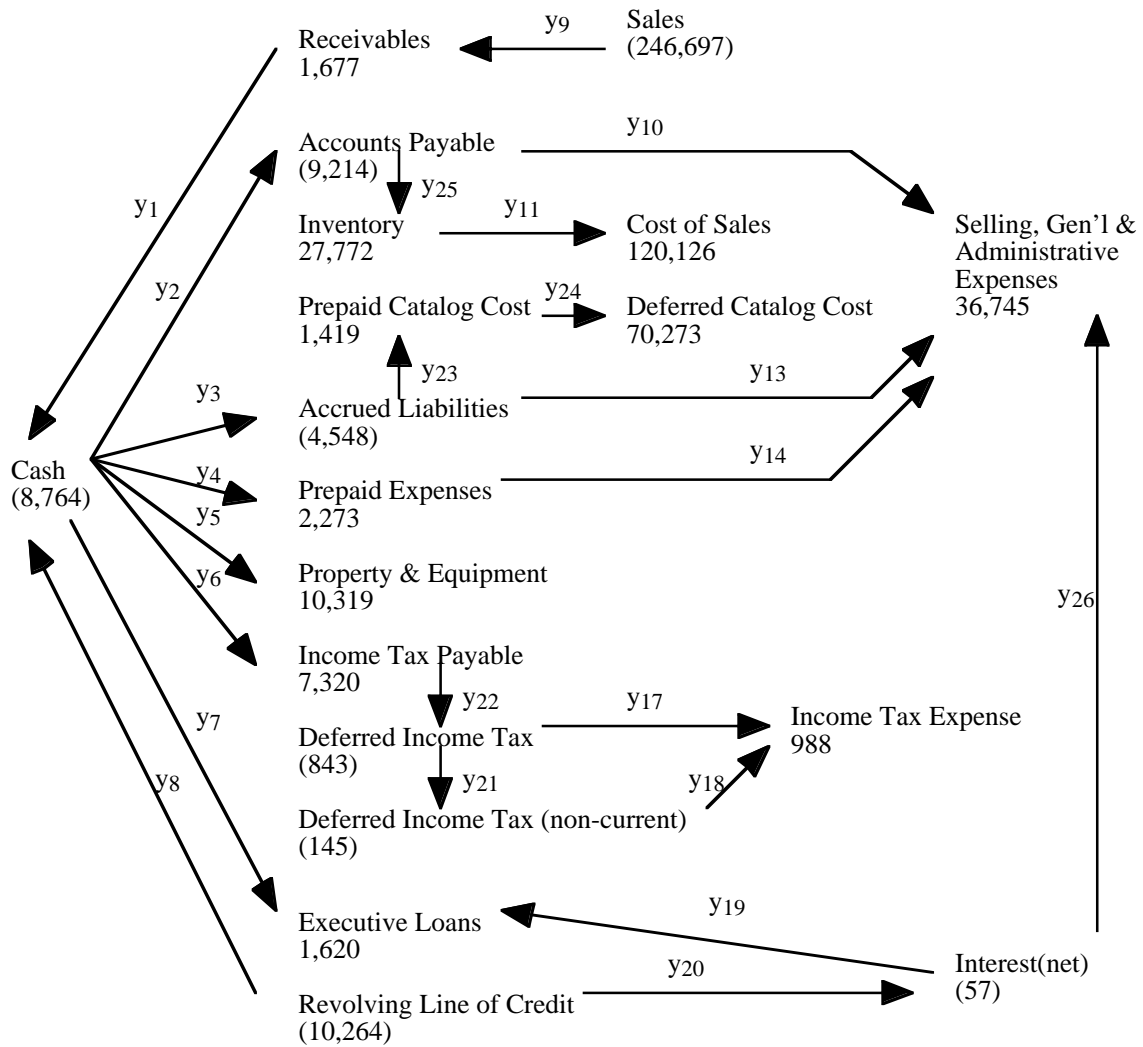 y9
Sales
(246,697)
Receivables
1,677
y10
Accounts Payable
(9,214)
y25
y1
y11
Inventory
27,772
Cost of Sales
120,126
Selling, Gen’l &
Administrative
Expenses
36,745
y2
y24
Prepaid Catalog Cost
1,419
Deferred Catalog Cost
70,273
y23
y13
y3
Accrued Liabilities
(4,548)
y14
Cash
(8,764)
y4
Prepaid Expenses
2,273
y5
y6
Property & Equipment
10,319
y26
Income Tax Payable
7,320
y22
y17
y7
Income Tax Expense
988
Deferred Income Tax
(843)
y8
y21
y18
Deferred Income Tax (non-current)
(145)
y19
Executive Loans
1,620
y20
Interest(net)
(57)
Revolving Line of Credit
(10,264)